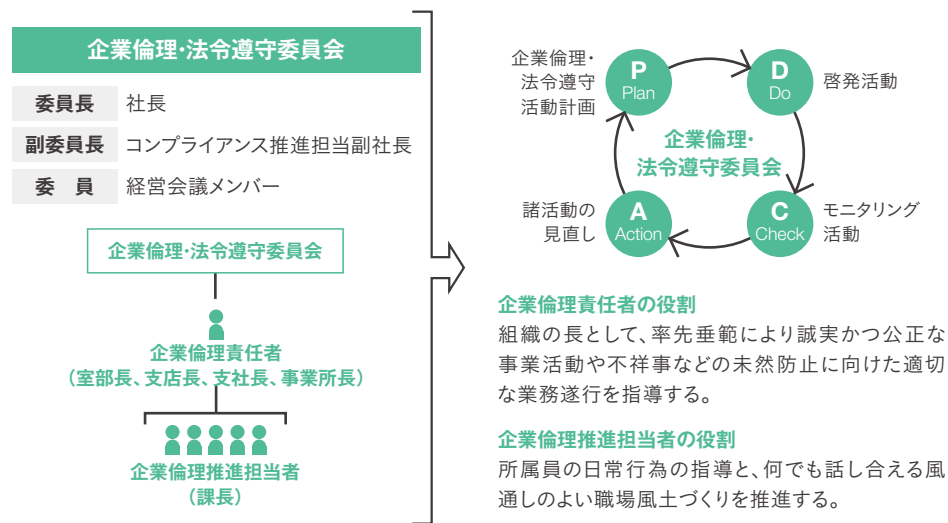 企業倫理・法令遵守委員会
委員長 社長
副委員長 コンプライアンス推進担当副社長
委　員 経営会議メンバー
企業倫理・法令遵守委員会
企業倫理責任者
（室部長、支店長、支社長、事業所長）
企業倫理推進担当者
（課長）
企業倫理・
法令遵守
活動計画
P
Plan
D
Do
啓発活動
企業倫理・
法令遵守委員会
諸活動の
見直し
A
Action
C
Check
モニタリング
活動
企業倫理責任者の役割
組織の長として、率先垂範により誠実かつ公正な
事業活動や不祥事などの未然防止に向けた適切
な業務遂行を指導する。
企業倫理推進担当者の役割
所属員の日常行為の指導と、何でも話し合える風
通しのよい職場風土づくりを推進する。